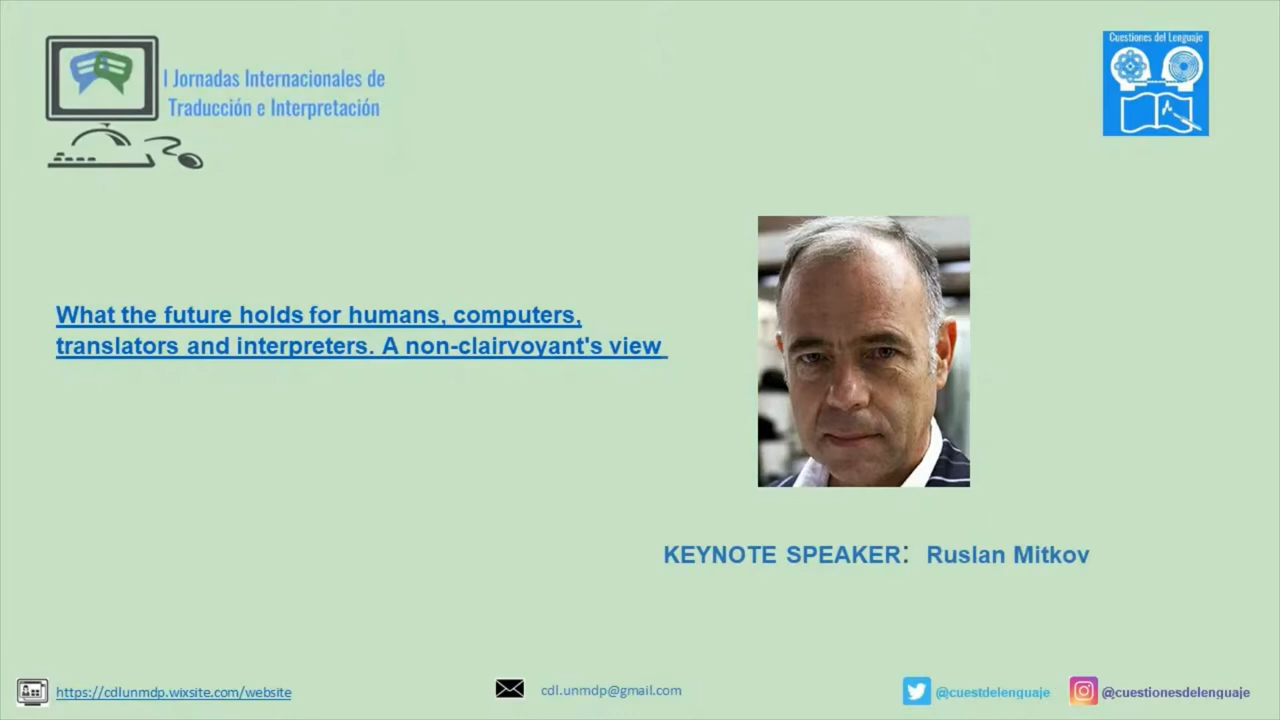 I Jornadas Internacionales de
Traducción e Interpretación
Cuestiones del Lenguaje
What the future holds for humans, computers,
translators and interpreters. A non-clairvoyant's view
KEYNOTE SPEAKER: Ruslan Mitkov
https://cdlunmdp.wixsite.com/website
cdl.unmdp@gmail.com
@cuestdelenguaje
@cuestionesdelenguaje